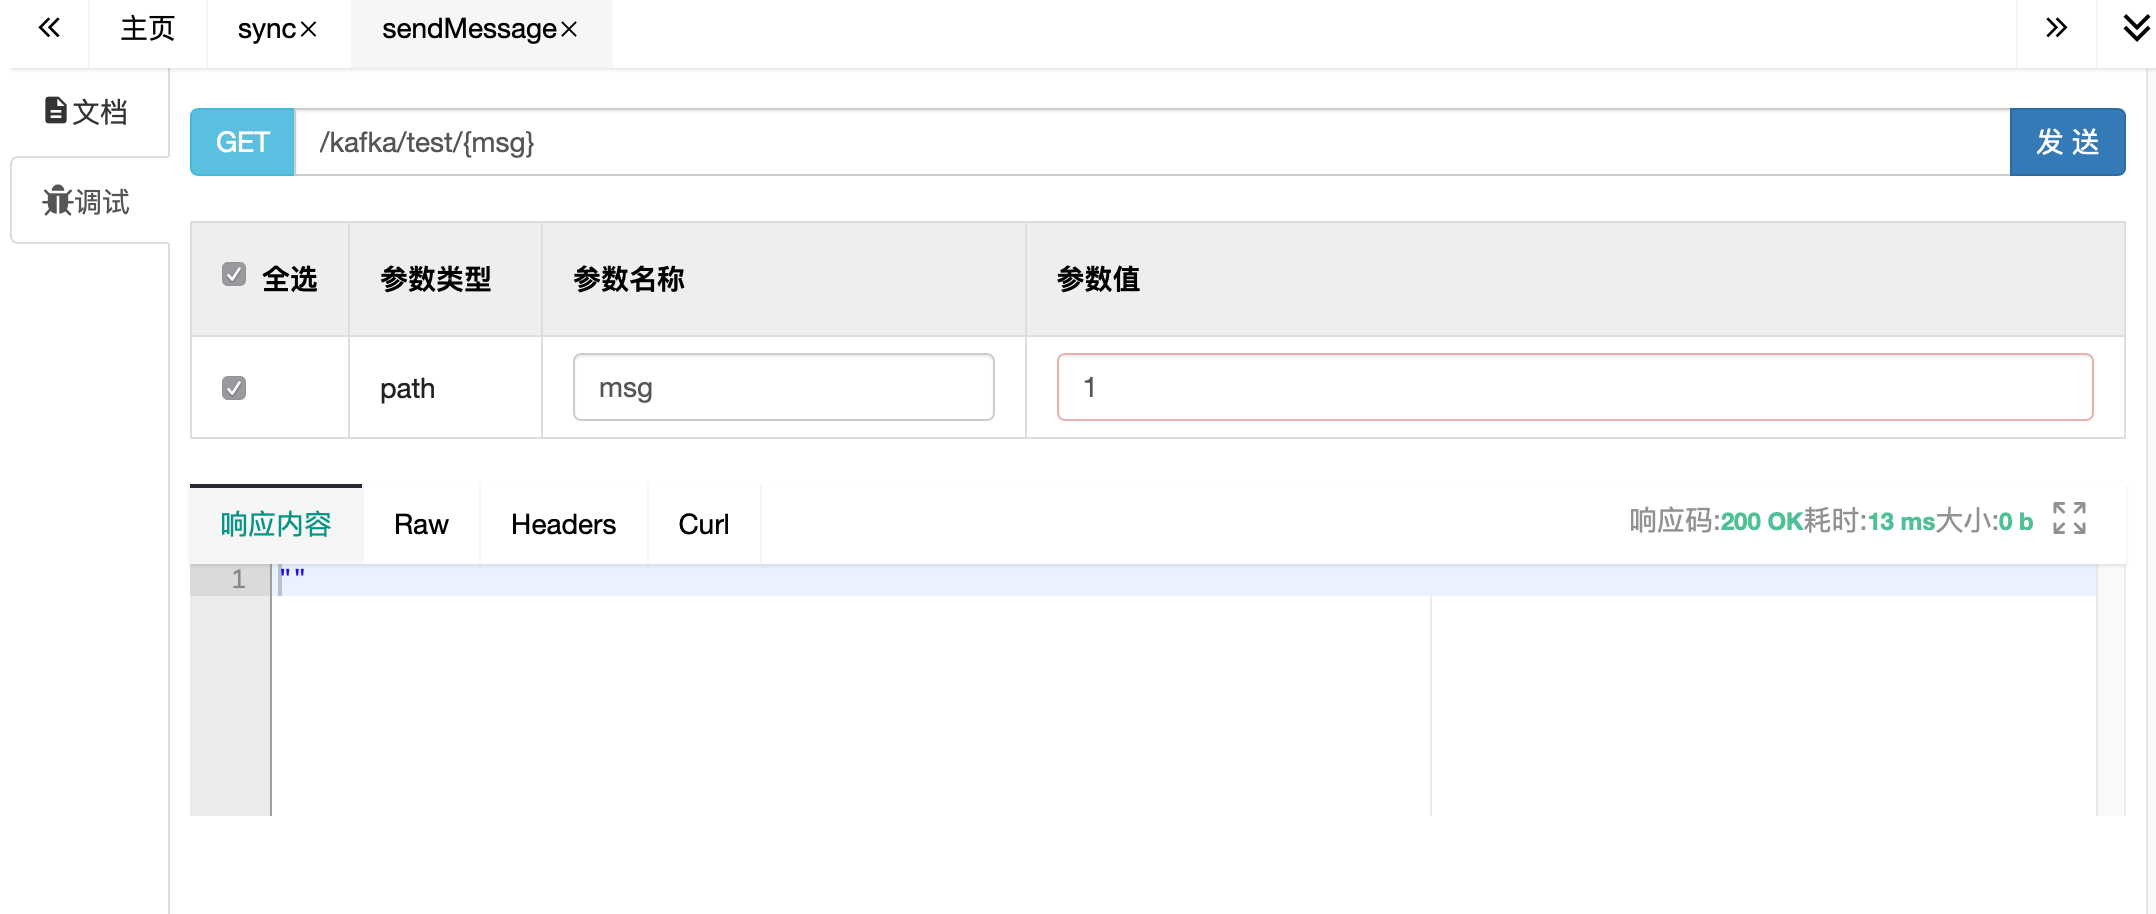 主页 sync× sendMessage×
文档
调试
GET /kafka/test/{msg} 发 送
全选 参数类型 参数名称 参数值
path msg 1
响应内容 Raw Headers Curl 响应码:200 OK耗时:13 ms大小:0 b
1 ""